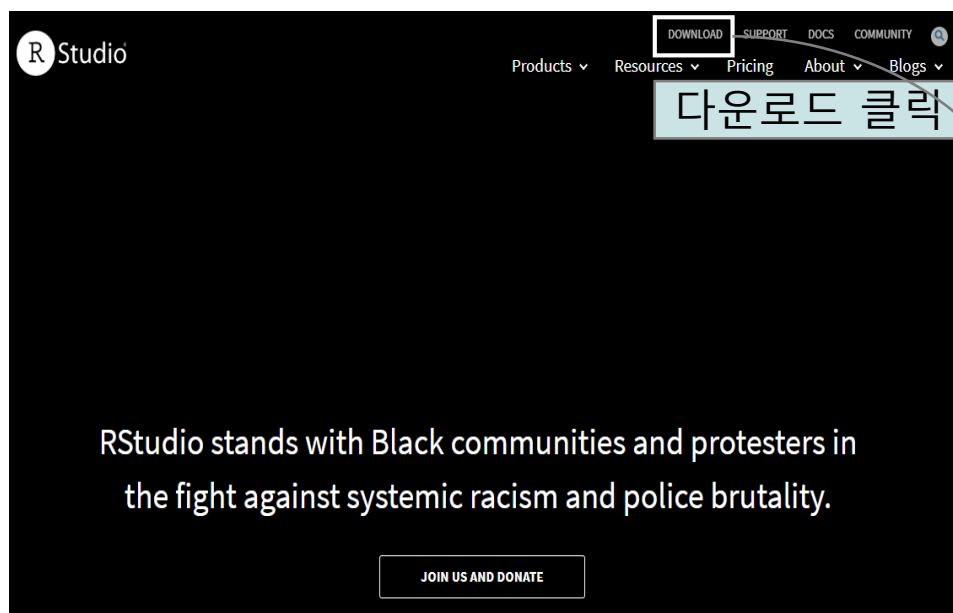 R Studio
DOWNLOAD SUPPORT DOCS COMMUNITY
Products Resources Pricing About Blogs
다운로드 클릭
RStudio stands with Black communities and protesters in
the fight against systemic racism and police brutality.
JOIN US AND DONATE